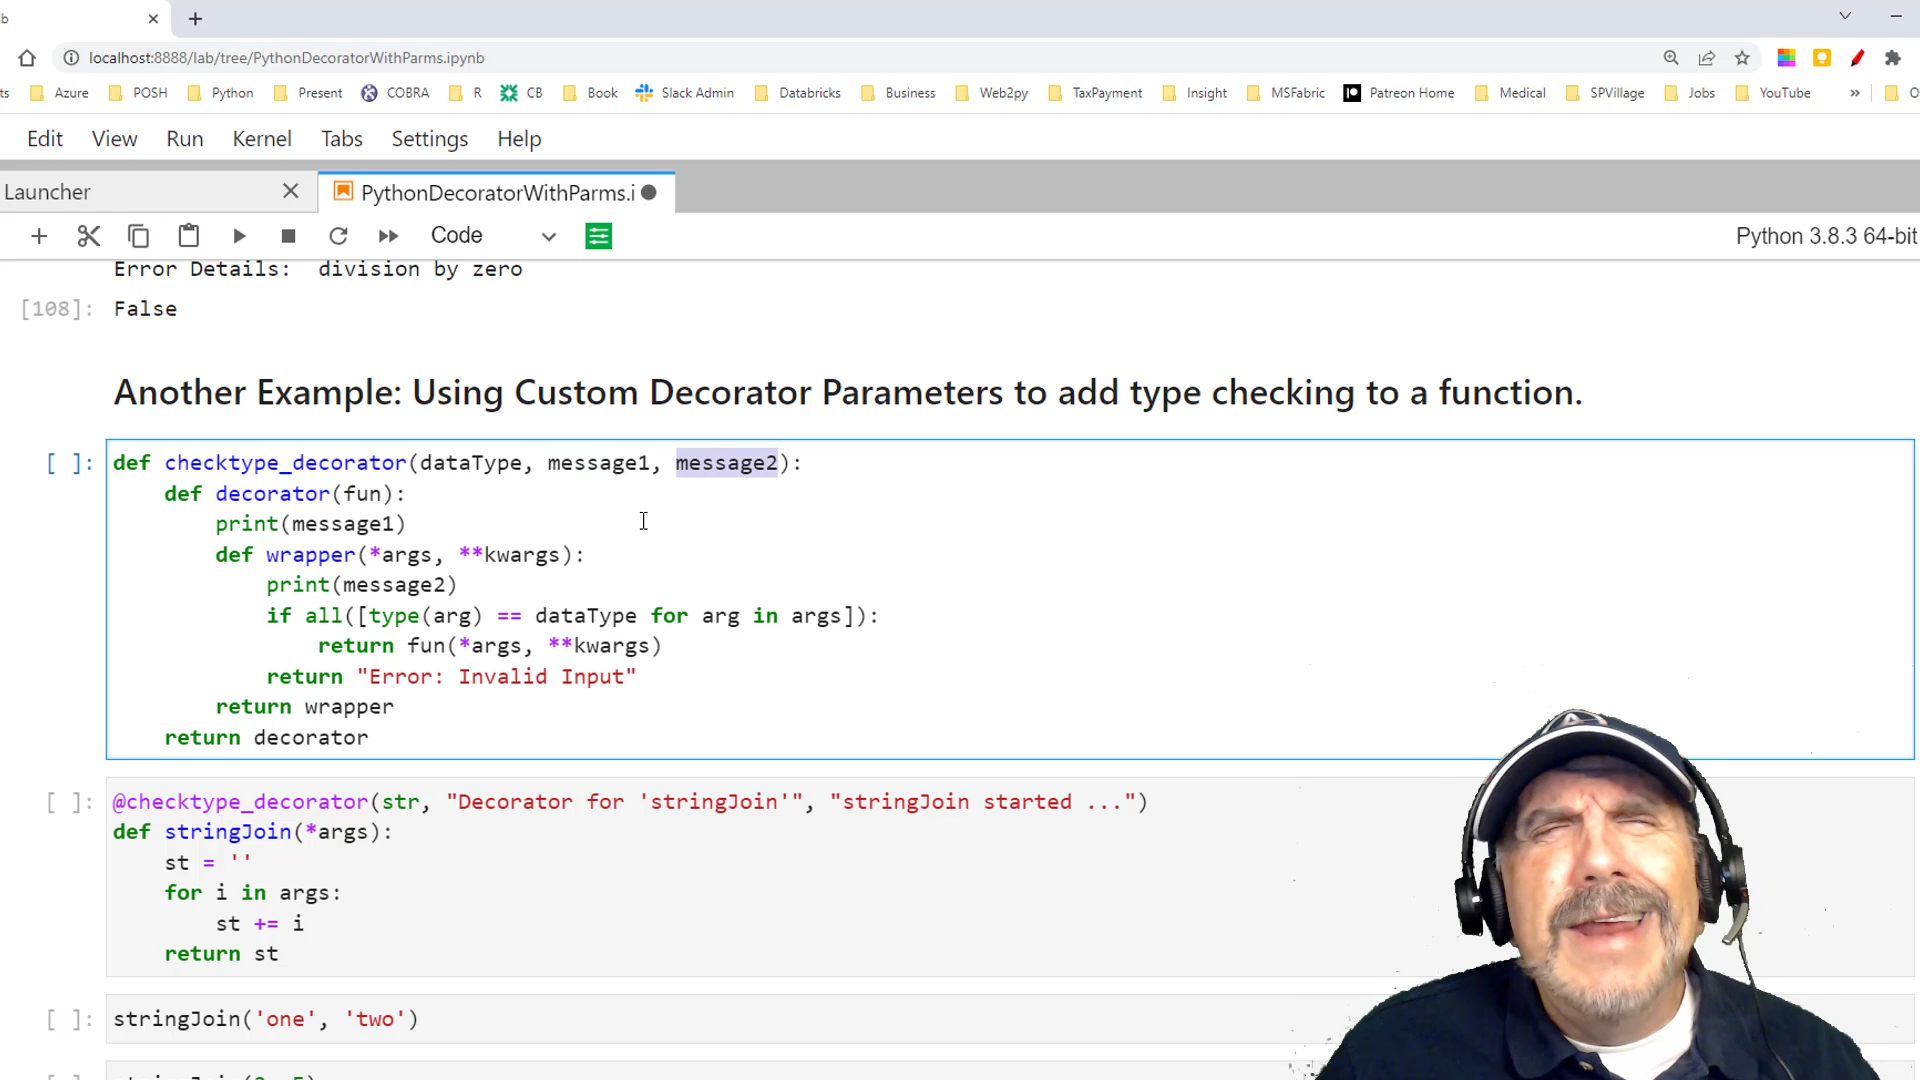 b
localhost:8888/lab/tree/PythonDecoratorWithParms.ipynb
ts Azure POSH Python Present COBRA R CB Book Slack Admin Databricks Business Web2py TaxPayment Insight MSFabric Patreon Home Medical SPVillage Jobs YouTube » O
Edit View Run Kernel Tabs Settings Help
Launcher PythonDecoratorWithParms.i
Code Python 3.8.3 64-bit
Error Details:  division by zero
[108]: False
Another Example: Using Custom Decorator Parameters to add type checking to a function.
[ ]: def checktype_decorator(dataType, message1, message2):
def decorator(fun):
print(message1)
def wrapper(*args, **kwargs):
print(message2)
if all([type(arg) == dataType for arg in args]):
return fun(*args, **kwargs)
return "Error: Invalid Input"
return wrapper
return decorator
[ ]: @checktype_decorator(str, "Decorator for 'stringJoin'", "stringJoin started ...")
def stringJoin(*args):
st = ''
for i in args:
st += i
return st
[ ]: stringJoin('one', 'two')